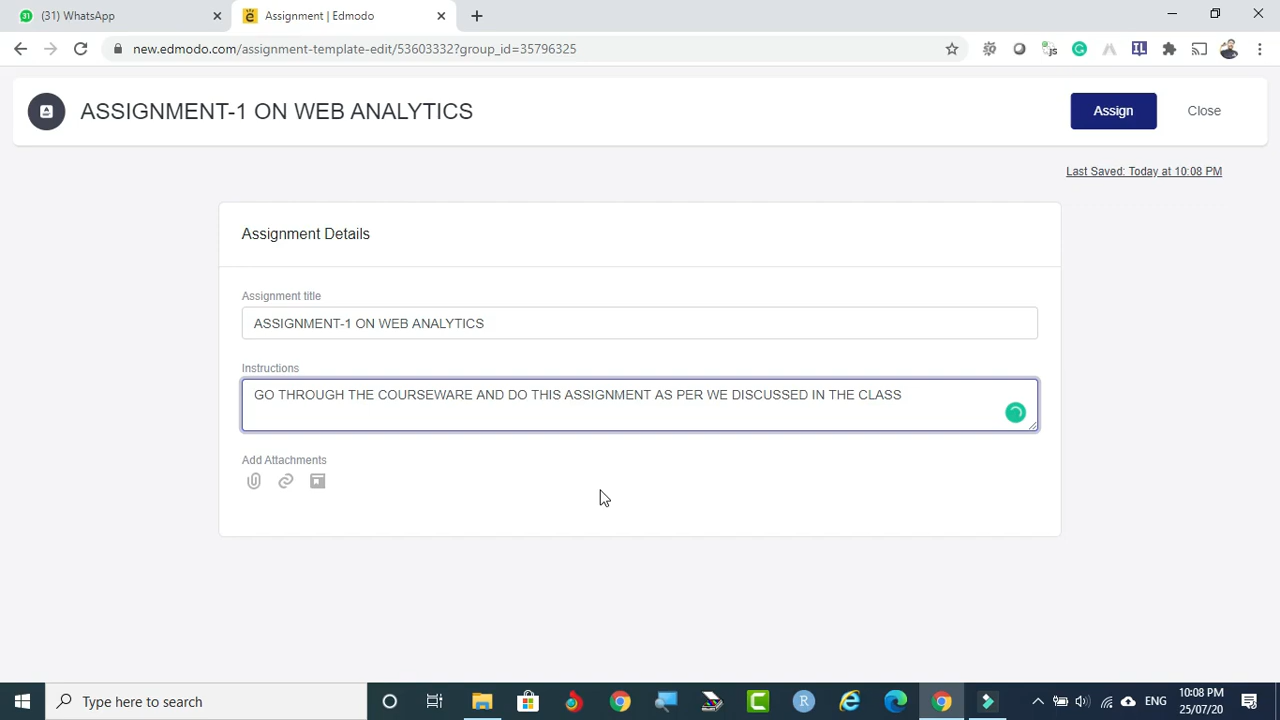 (31) WhatsApp
Assignment | Edmodo
new.edmodo.com/assignment-template-edit/53603332?group_id=35796325
ASSIGNMENT-1 ON WEB ANALYTICS
Assign
Close
Last Saved: Today at 10:08 PM
Assignment Details
Assignment title
ASSIGNMENT-1 ON WEB ANALYTICS
Instructions
GO THROUGH THE COURSEWARE AND DO THIS ASSIGNMENT AS PER WE DISCUSSED IN THE CLASS
Add Attachments
Type here to search
ENG
10:08 PM
25/07/20